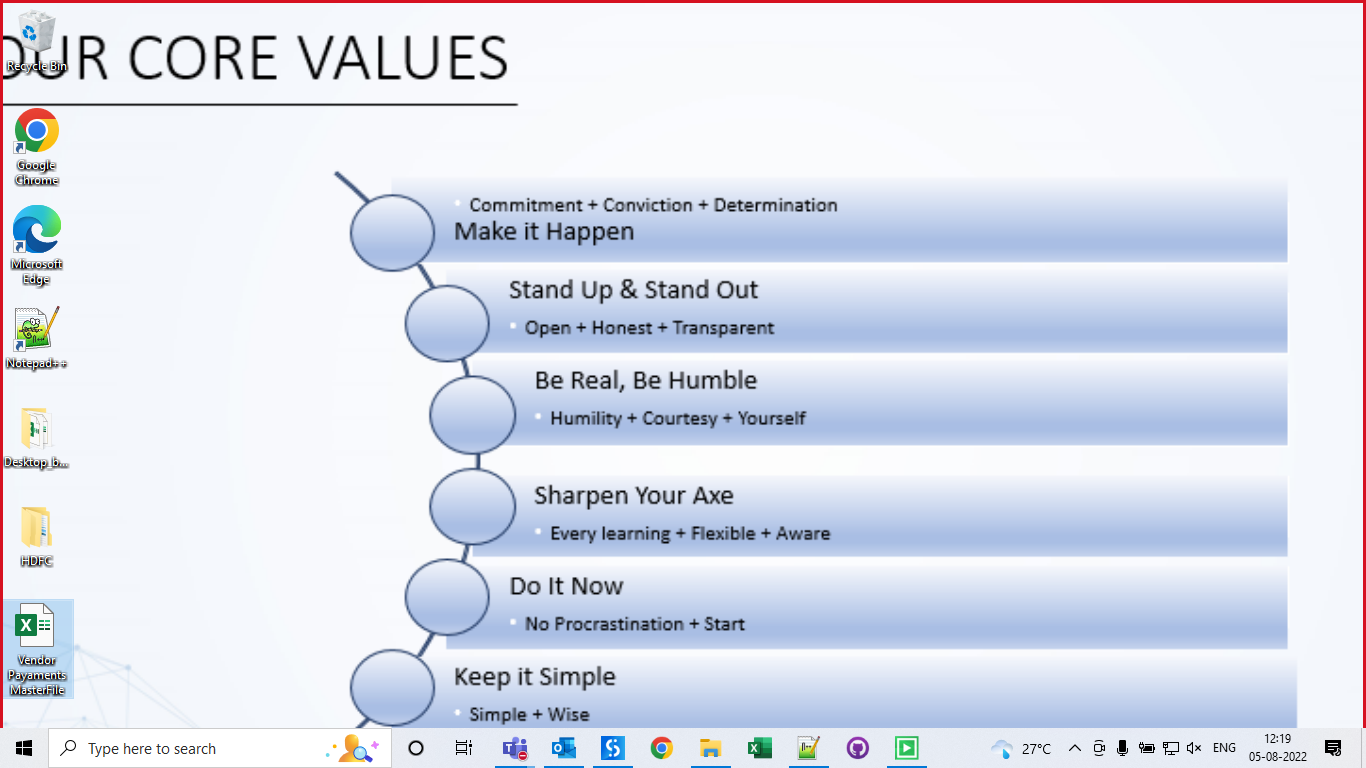 OUR CORE VALUES
Recycle Bin
Google
Chrome
Microsoft
Edge
Notepad++
Desktop_b...
HDFC
Vendor
Payaments
MasterFile
Commitment + Conviction + Determination
Make it Happen
Stand Up & Stand Out
Open + Honest + Transparent
Be Real, Be Humble
Humility + Courtesy + Yourself
Sharpen Your Axe
Every learning + Flexible + Aware
Do It Now
No Procrastination + Start
Keep it Simple
Simple + Wise
Type here to search
27°C
ENG
12:19
05-08-2022